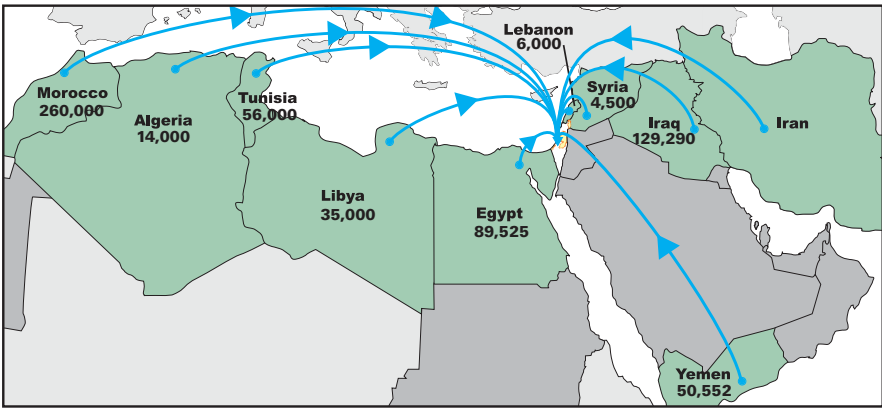 Lebanon
6,000
Morocco
260,000
Algeria
14,000
Tunisia
56,000
Syria
4,500
Iraq
129,290
Iran
Libya
35,000
Egypt
89,525
Yemen
50,552